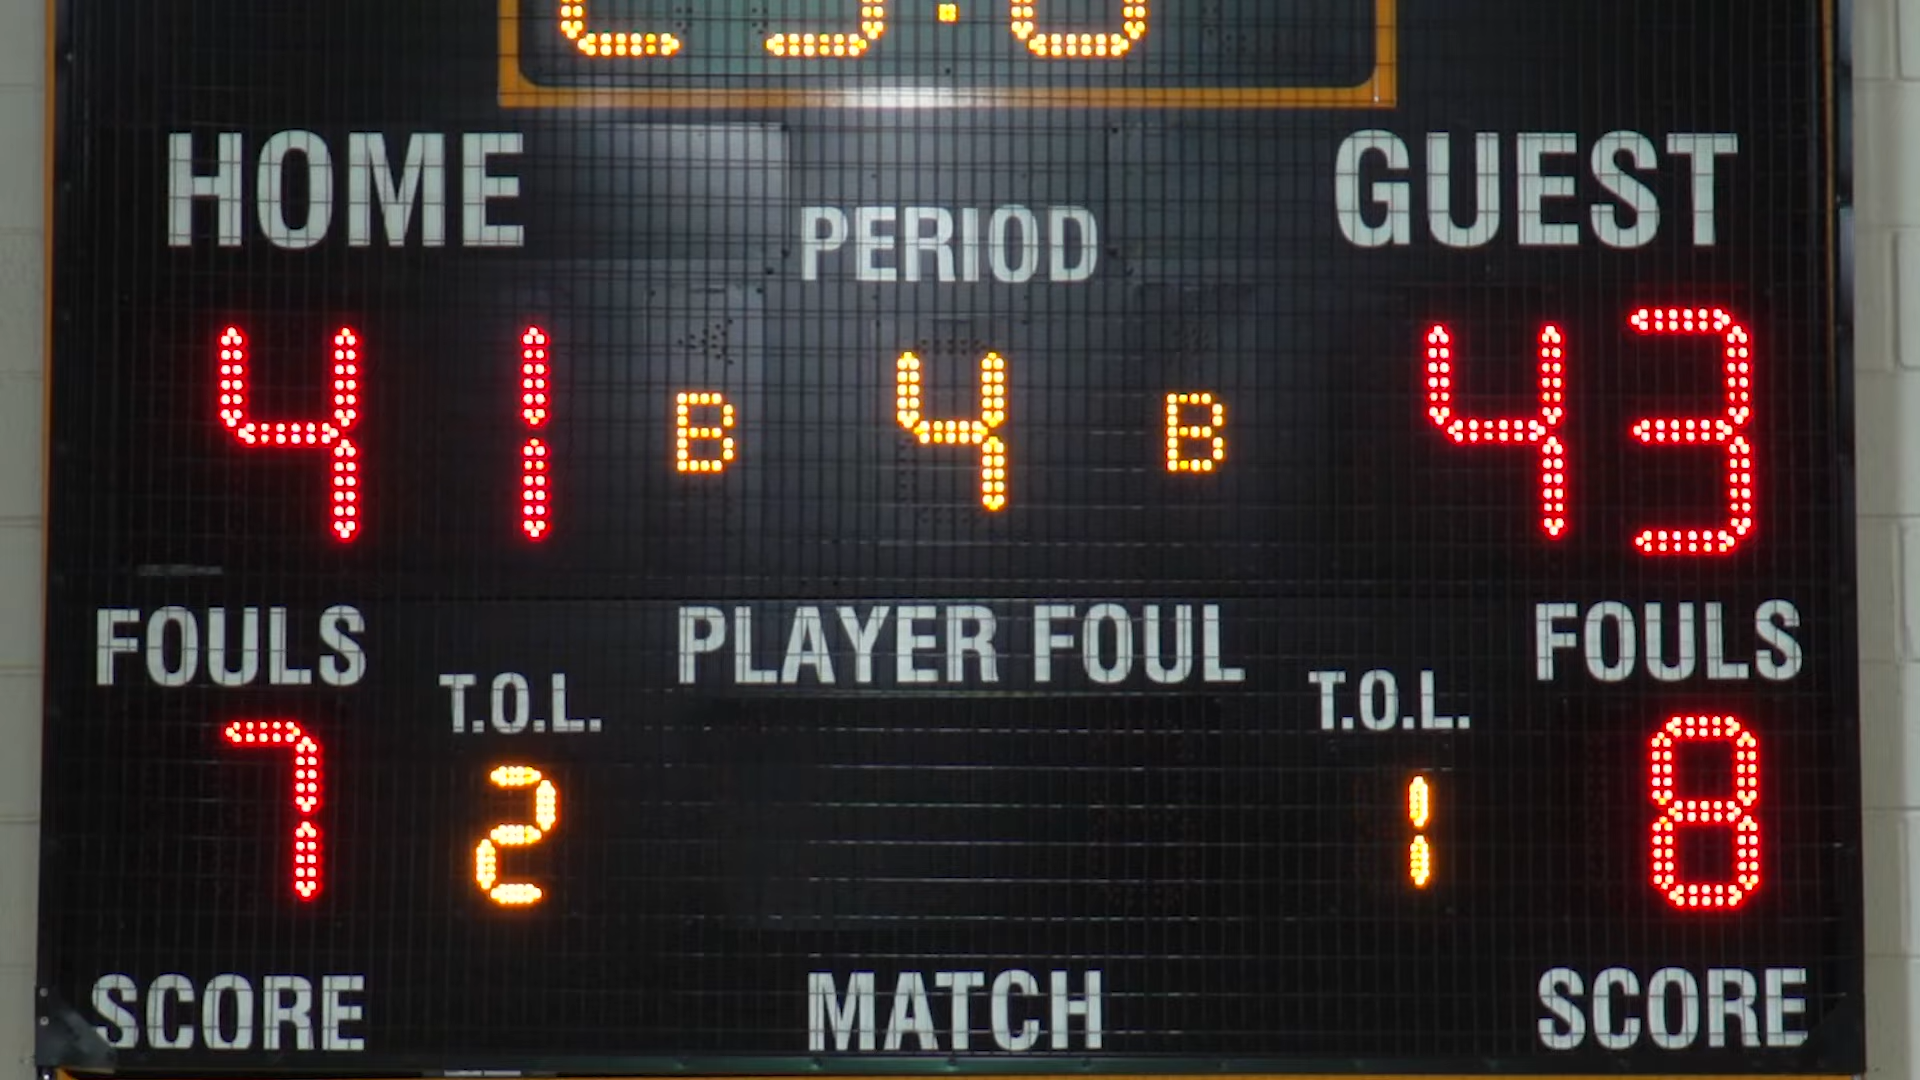 HOME GUEST
PERIOD
41 B 4 B 43
FOULS PLAYER FOUL FOULS
T.O.L. T.O.L.
7 2 1 8
SCORE MATCH SCORE